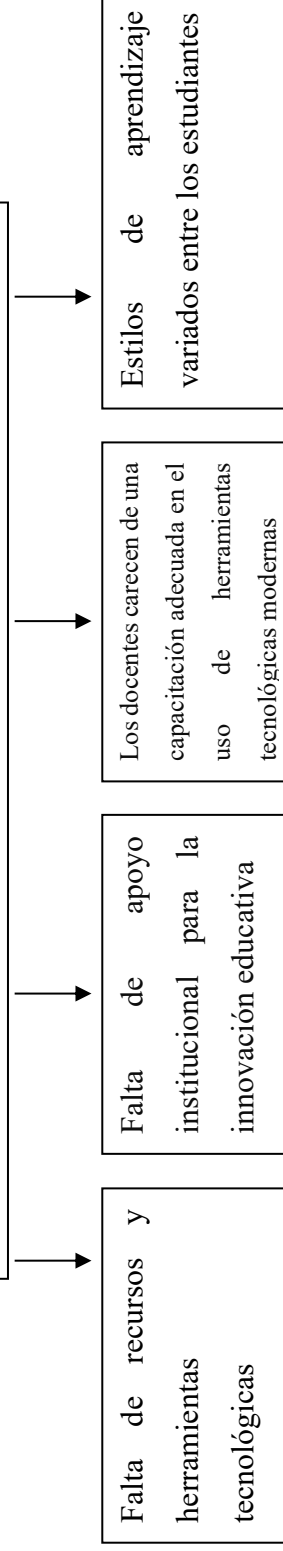 Falta de recursos y
herramientas
tecnológicas
Falta de apoyo
institucional para la
innovación educativa
Los docentes carecen de una
capacitación adecuada en el
uso de herramientas
tecnológicas modernas
Estilos de aprendizaje
variados entre los estudiantes